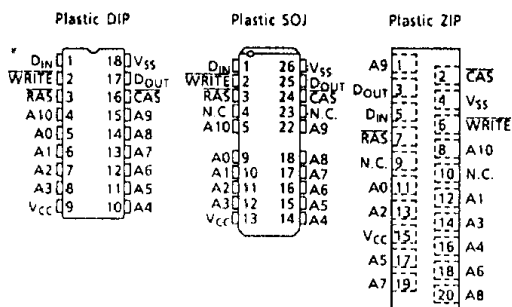 Plastic DIP
DIN 1 18 VSS
WRITE 2 17 DOUT
RAS 3 16 CAS
A10 4 15 A9
A0 5 14 A8
A1 6 13 A7
A2 7 12 A6
A3 8 11 A5
VCC 9 10 A4
Plastic SOJ
DIN 1 26 VSS
WRITE 2 25 DOUT
RAS 3 24 CAS
N.C 4 23 N.C.
A10 5 22 A9
A0 9 18 A8
A1 10 17 A7
A2 11 16 A6
A3 12 15 A5
VCC 13 14 A4
Plastic ZIP
A9 1
2 CAS
DOUT 3
4 VSS
DIN 5
6 WRITE
RAS 7
8 A10
N.C. 9
10 N.C.
A0 11
12 A1
A2 13
14 A3
VCC 15
16 A4
A5 17
18 A6
A7 19
20 A8